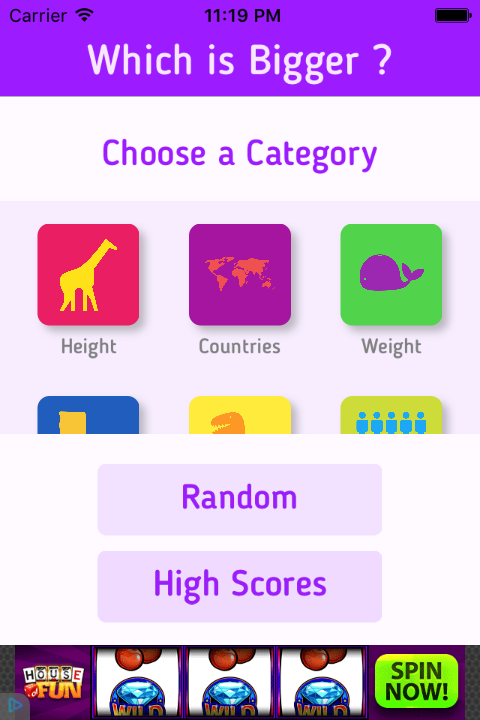 Carrier 11:19 PM
Which is Bigger ?
Choose a Category
Height Countries Weight
Random
High Scores
HOUSE of FUN
WILD WILD WILD
SPIN NOW!